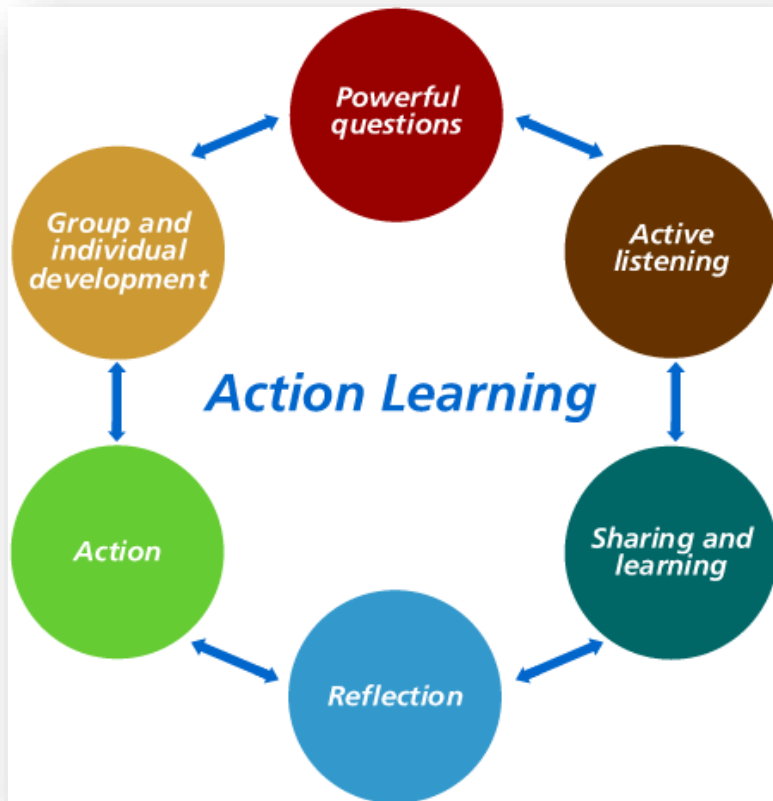 Powerful
questions
Group and
individual
development
Active
listening
Action Learning
Action
Sharing and
learning
Reflection